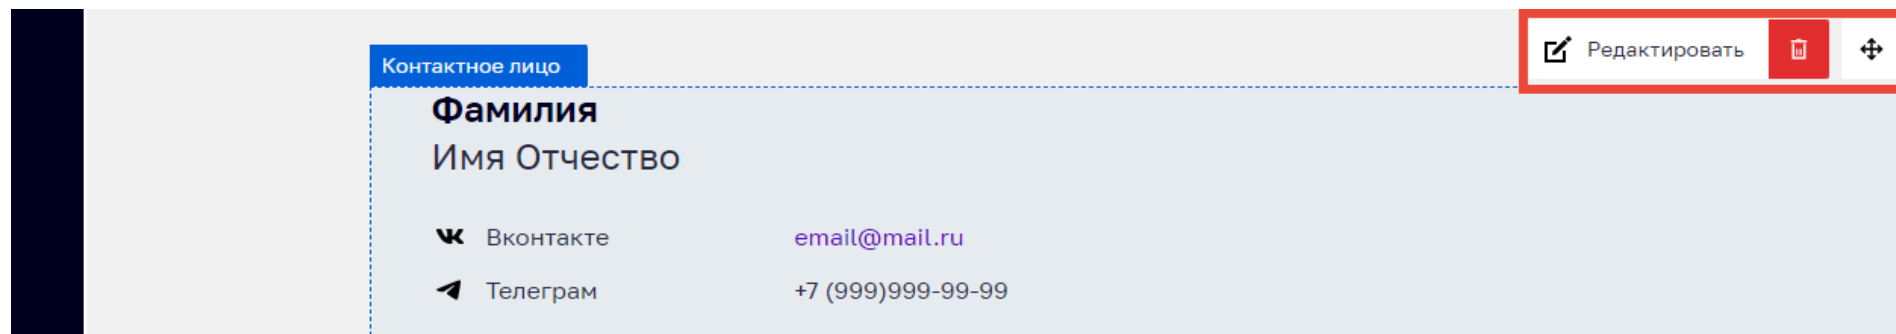 Редактировать
Контактное лицо
Фамилия
Имя Отчество
Вконтакте email@mail.ru
Телеграм +7 (999)999-99-99